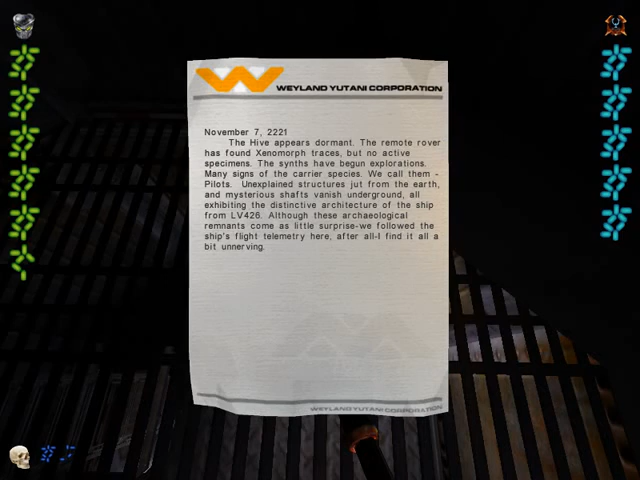 WEYLAND YUTANI CORPORATION
November 7, 2221
The Hive appears dormant. The remote rover
has found Xenomorph traces, but no active
specimens. The synths have begun explorations.
Many signs of the carrier species. We call them -
Pilots. Unexplained structures jut from the earth,
and mysterious shafts vanish underground, all
exhibiting the distinctive architecture of the ship
from LV426. Although these archaeological
remnants come as little surprise-we followed the
ship's flight telemetry here, after all-I find it all a
bit unnerving.
WEYLAND YUTANI CORPORATION